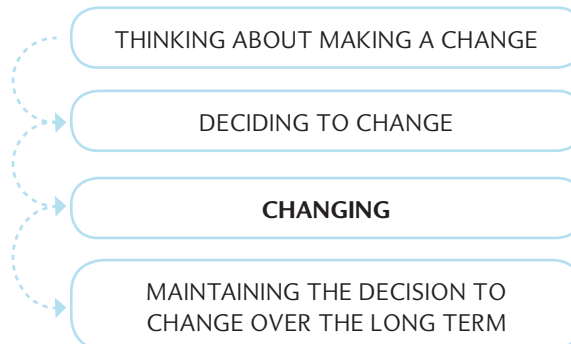 THINKING ABOUT MAKING A CHANGE
DECIDING TO CHANGE
CHANGING
MAINTAINING THE DECISION TO
CHANGE OVER THE LONG TERM